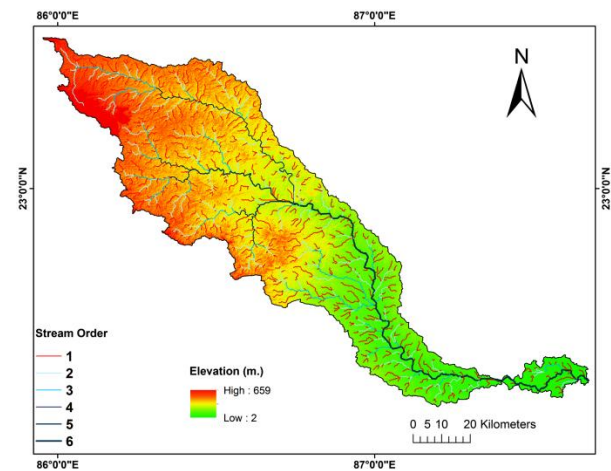 86°0'0"E 87°0'0"E
N
23°0'0"N 23°0'0"N
Stream Order
1
2
3
4
5
6
Elevation (m.)
High : 659
Low : 2
0 5 10 20 Kilometers
86°0'0"E 87°0'0"E